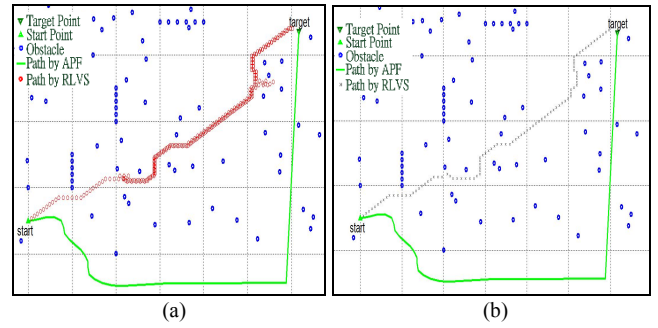 target
Target Point
Start Point
Obstacle
Path by APF
Path by RLVS
start
(a)
target
Target Point
Start Point
Obstacle
Path by APF
Path by RLVS
start
(b)